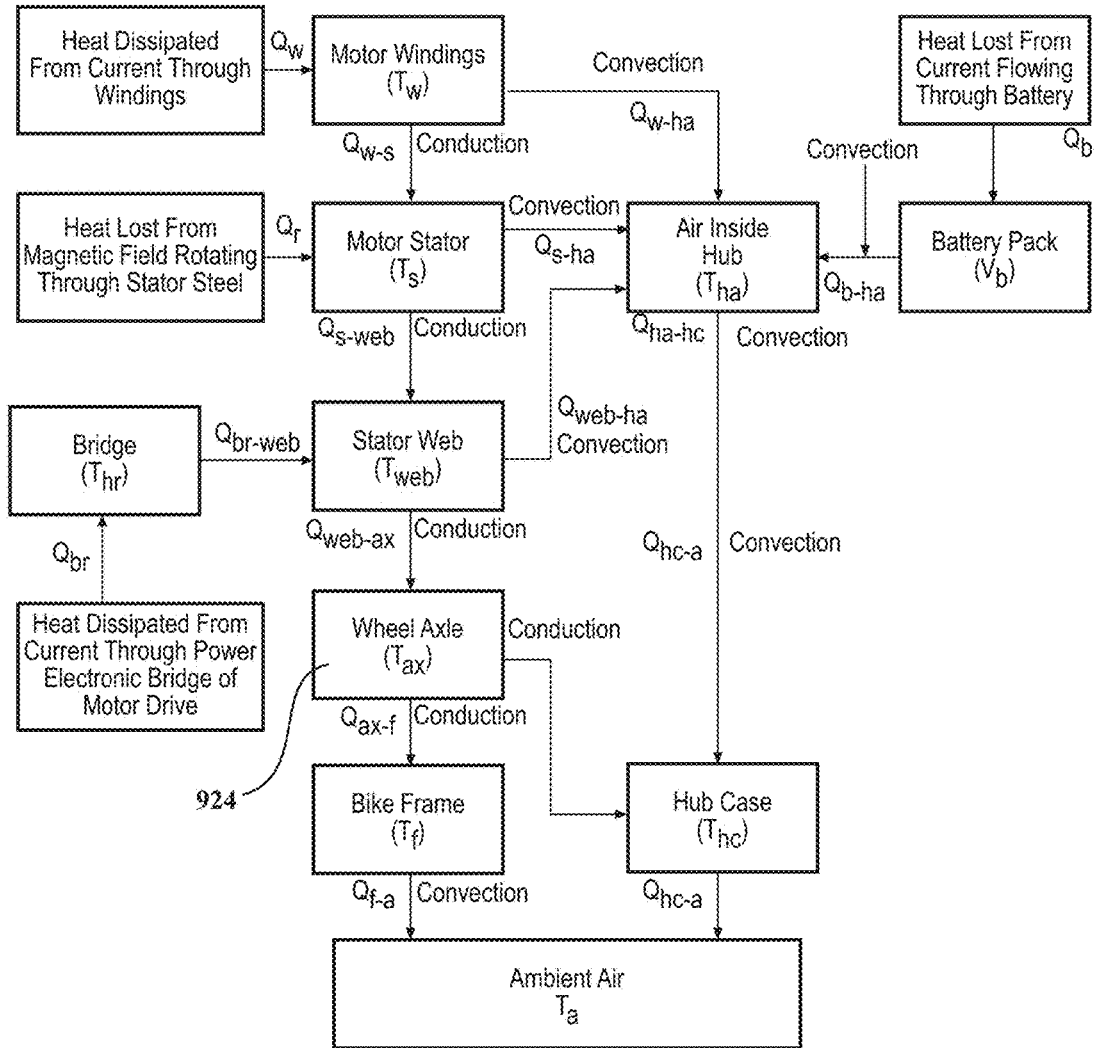 Heat Dissipated
From Current Through
Windings
Qw
Motor Windings
(Tw)
Convection
Qw-ha
Heat Lost From
Current Flowing
Through Battery
Qb
Qw-s
Conduction
Convection
Heat Lost From
Magnetic Field Rotating
Through Stator Steel
Qr
Motor Stator
(Ts)
Convection
Qs-ha
Air Inside
Hub
(Tha)
Qb-ha
Battery Pack
(Vb)
Qs-web
Conduction
Qha-hc
Convection
Bridge
(Thr)
Qbr-web
Stator Web
(Tweb)
Qweb-ha
Convection
Qbr
Qweb-ax
Conduction
Qhc-a
Convection
Heat Dissipated From
Current Through Power
Electronic Bridge of
Motor Drive
Wheel Axle
(Tax)
Conduction
924
Qax-f
Conduction
Bike Frame
(Tf)
Hub Case
(Thc)
Qf-a
Convection
Qhc-a
Ambient Air
Ta